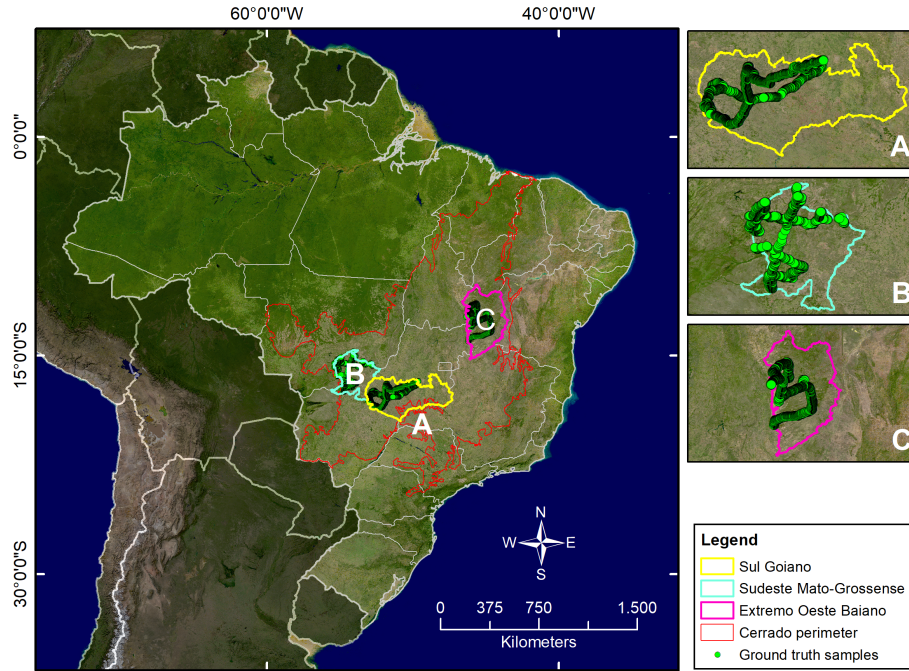 60°0'0"W
40°0'0"W
0°0'0"
15°0'0"S
30°0'0"S
A
B
C
A
B
C
N
W
E
S
0 375 750 1.500
Kilometers
Legend
Sul Goiano
Sudeste Mato-Grossense
Extremo Oeste Baiano
Cerrado perimeter
Ground truth samples